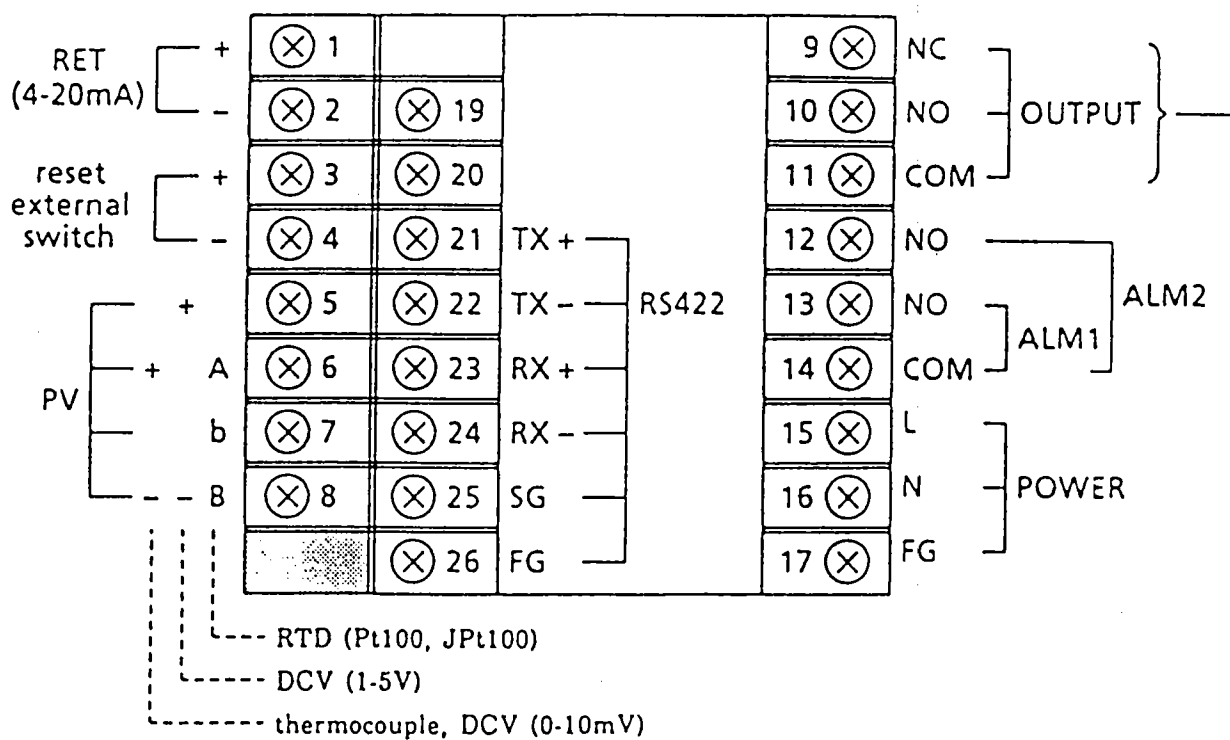 RET + 1 9 NC
(4-20mA) - 2 19 10 NO OUTPUT
reset + 3 20 11 COM
external
switch - 4 21 TX + 12 NO
+ 5 22 TX - RS422 13 NO ALM2
+ A 6 23 RX + 14 COM ALM1
PV b 7 24 RX - 15 L
- - B 8 25 SG 16 N POWER
26 FG 17 FG
RTD (Pt100, JPt100)
DCV (1-5V)
thermocouple, DCV (0-10mV)